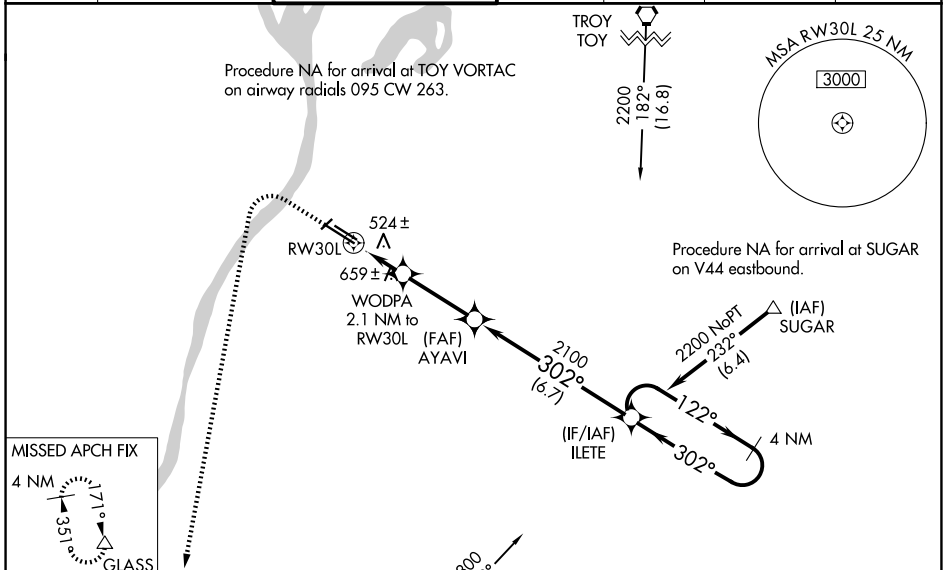 TROY
TOY
MSA RW30L 25 NM
3000
Procedure NA for arrival at TOY VORTAC
on airway radials 095 CW 263.
2200
182°
(16.8)
524 ±
RW30L
659 ±
WODPA
2.1 NM to
RW30L
(FAF)
AYAVI
Procedure NA for arrival at SUGAR
on V44 eastbound.
(IAF)
SUGAR
2200 NoPT
232°
(6.4)
2100
302°
(6.7)
(IF/IAF)
ILETE
122°
302°
4 NM
MISSED APCH FIX
4 NM
171°
351°
GLASS